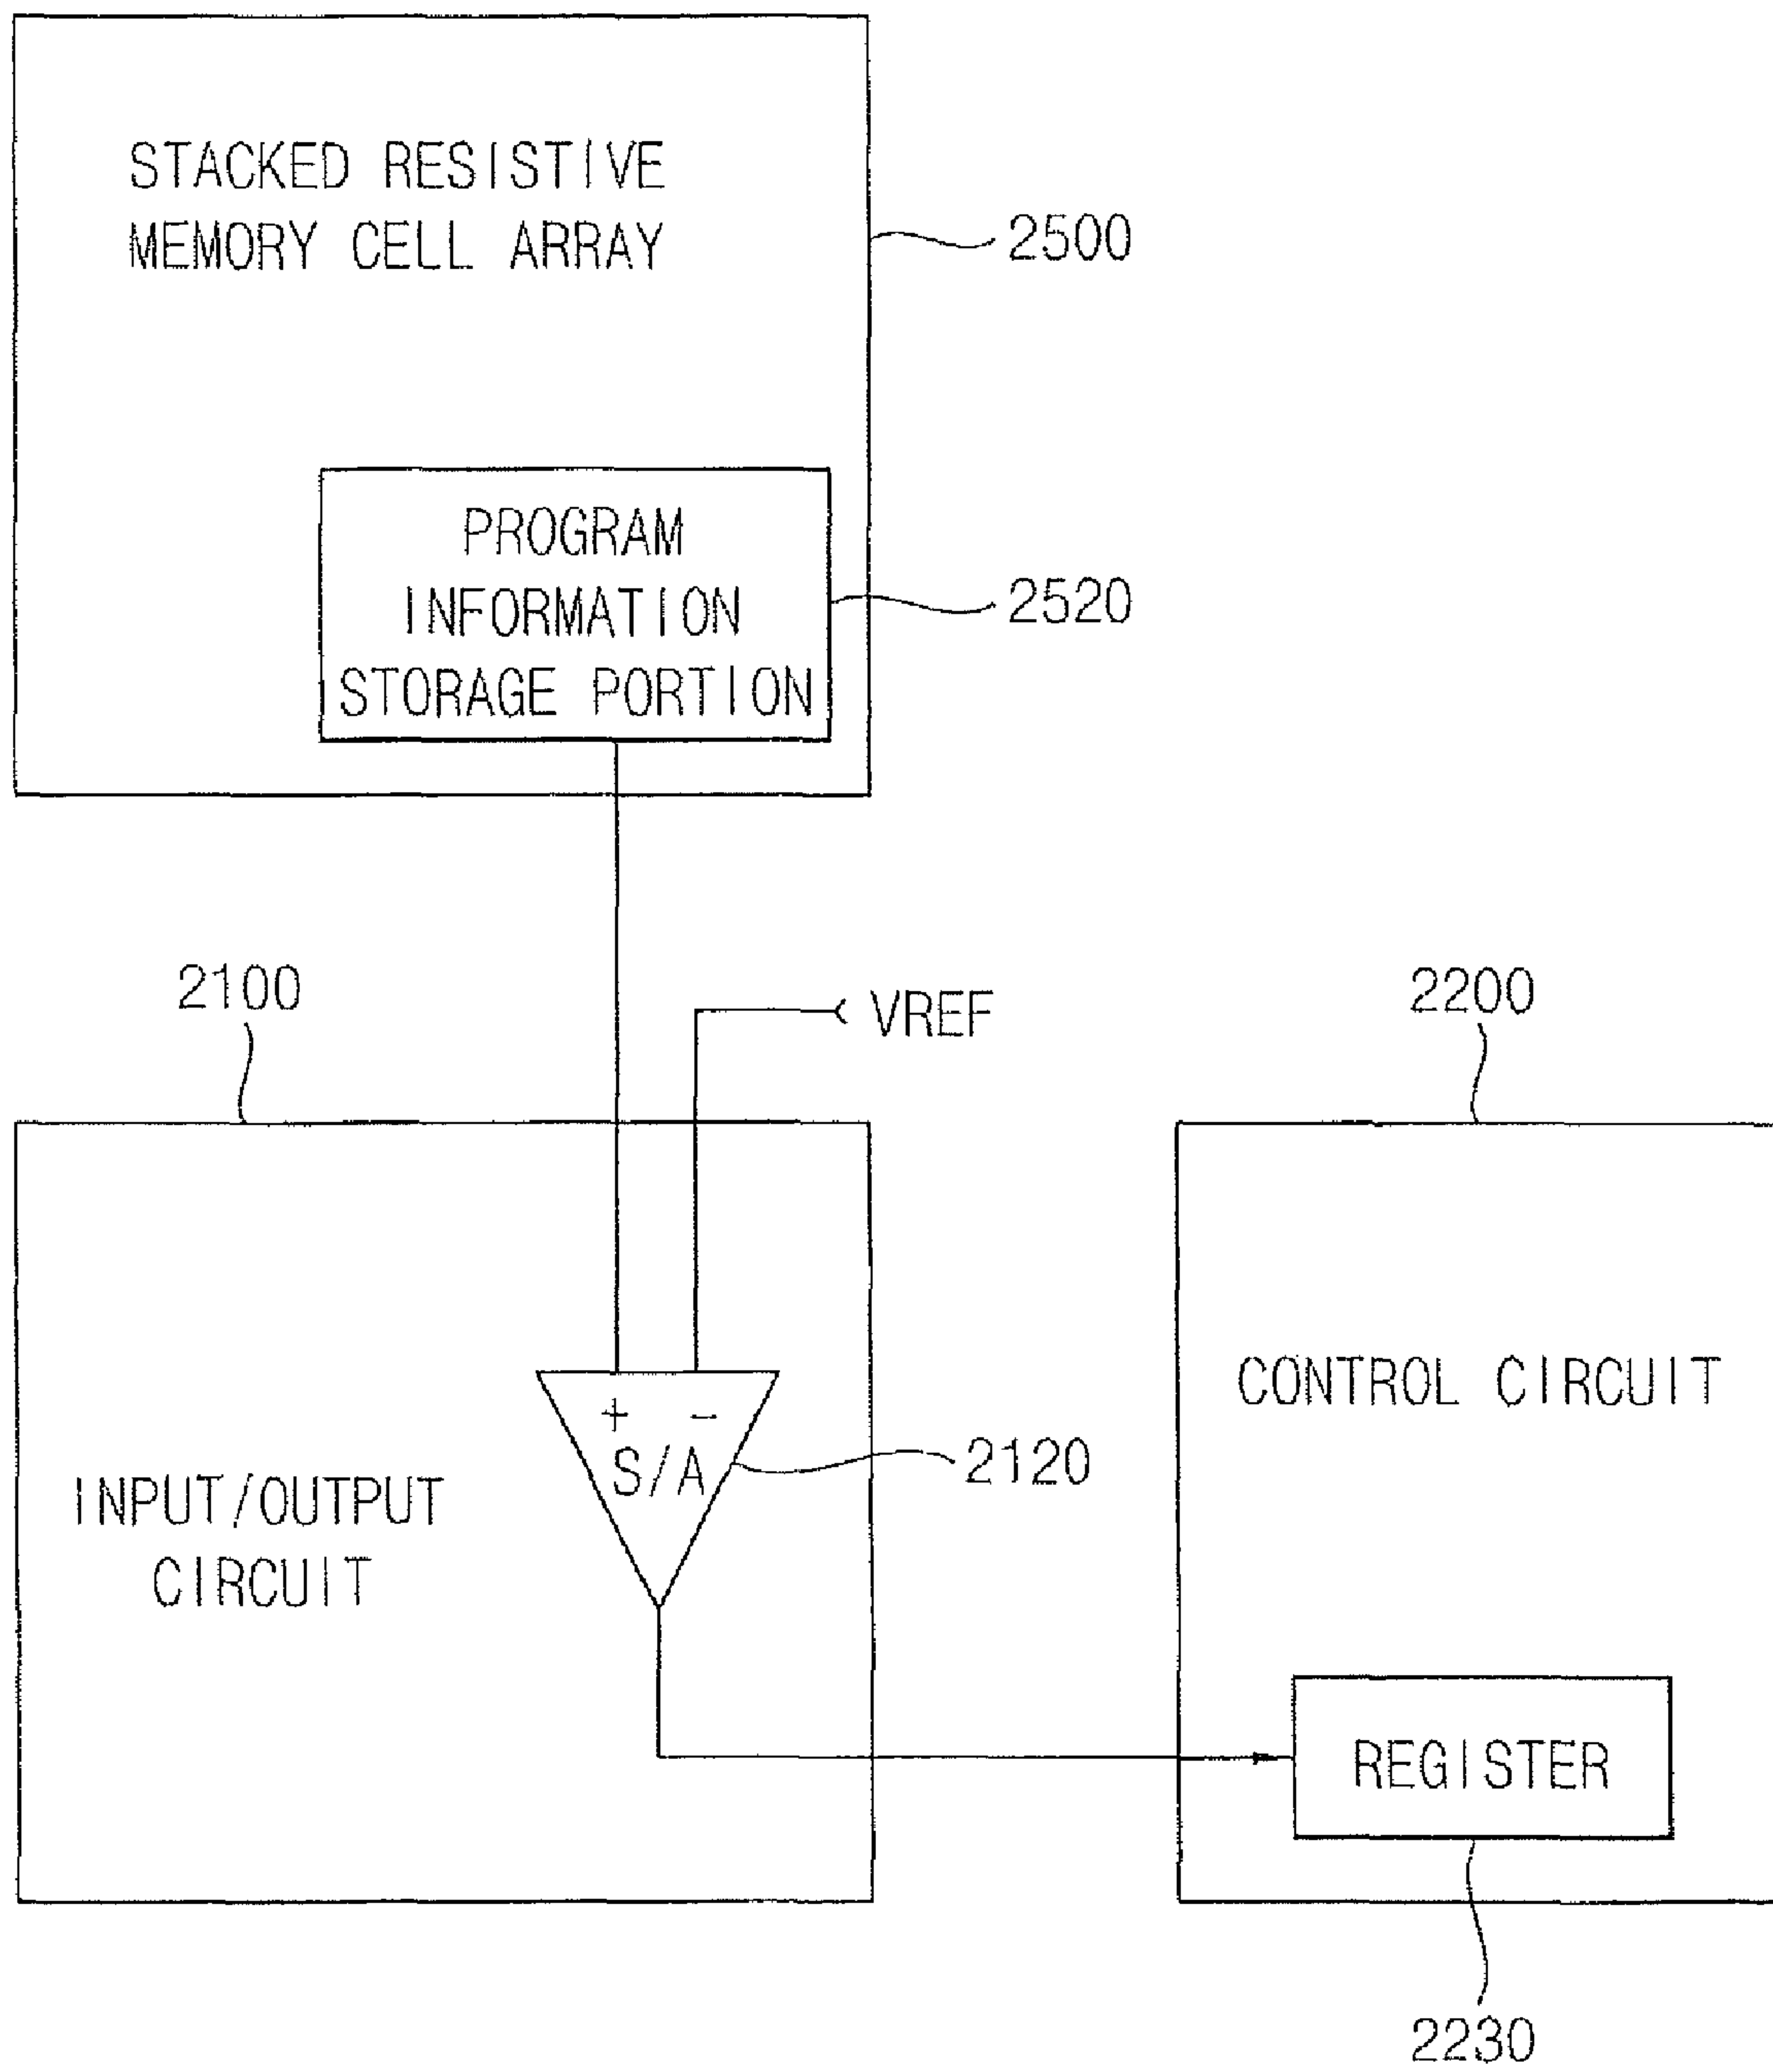 STACKED RESISTIVE
MEMORY CELL ARRAY
2500
PROGRAM
INFORMATION
STORAGE PORTION
2520
2100
VREF
2200
+ -
S/A
2120
INPUT/OUTPUT
CIRCUIT
CONTROL CIRCUIT
REGISTER
2230